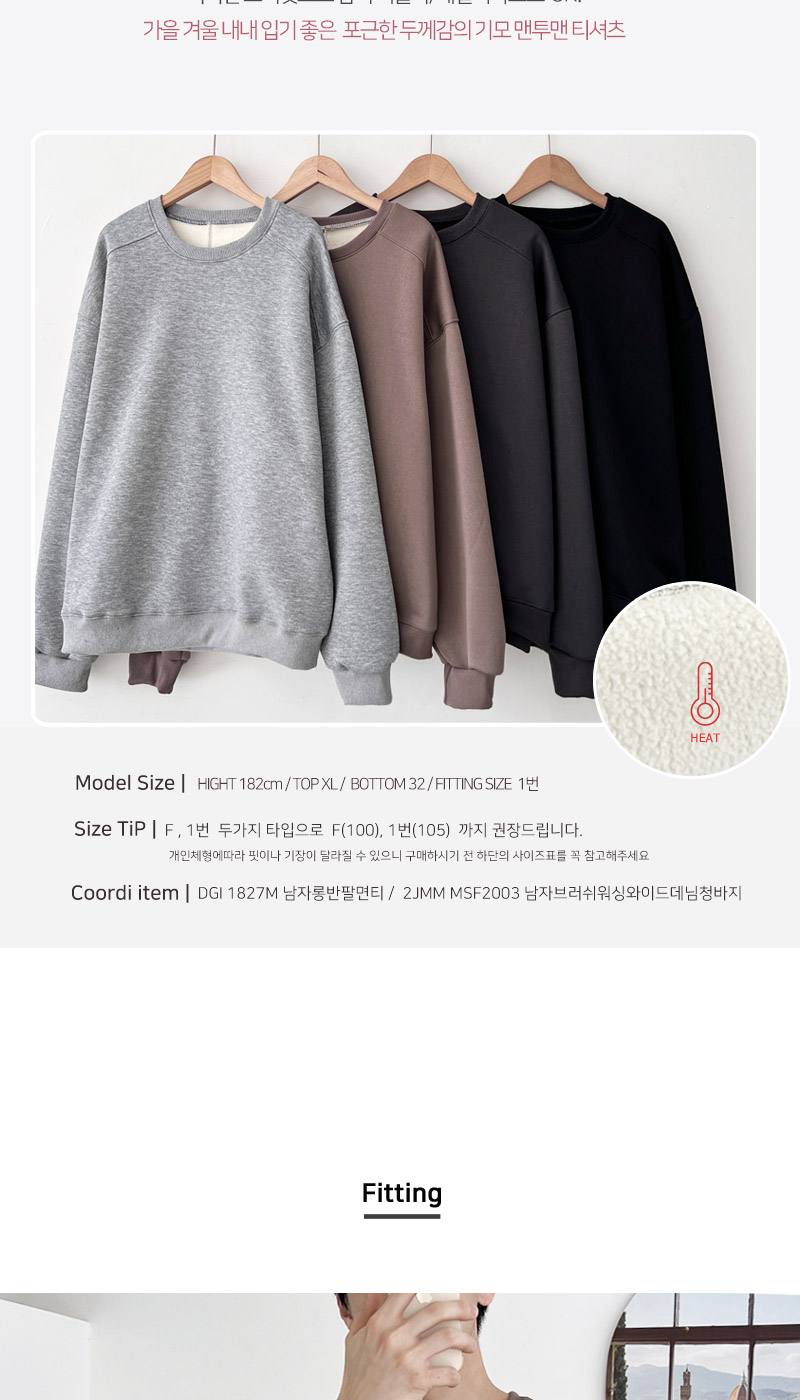 가을 겨울 내내 입기 좋은 포근한 두께감의 기모 맨투맨 티셔츠
HEAT
Model Size | HIGHT 182cm / TOP XL / BOTTOM 32 / FITTING SIZE 1번
Size TiP | F , 1번 두가지 타입으로 F(100), 1번(105) 까지 권장드립니다.
개인체형에따라 핏이나 기장이 달라질 수 있으니 구매하시기 전 하단의 사이즈표를 꼭 참고해주세요
Coordi item | DGI 1827M 남자롱반팔면티 / 2JMM MSF2003 남자브러쉬워싱와이드데님청바지
Fitting